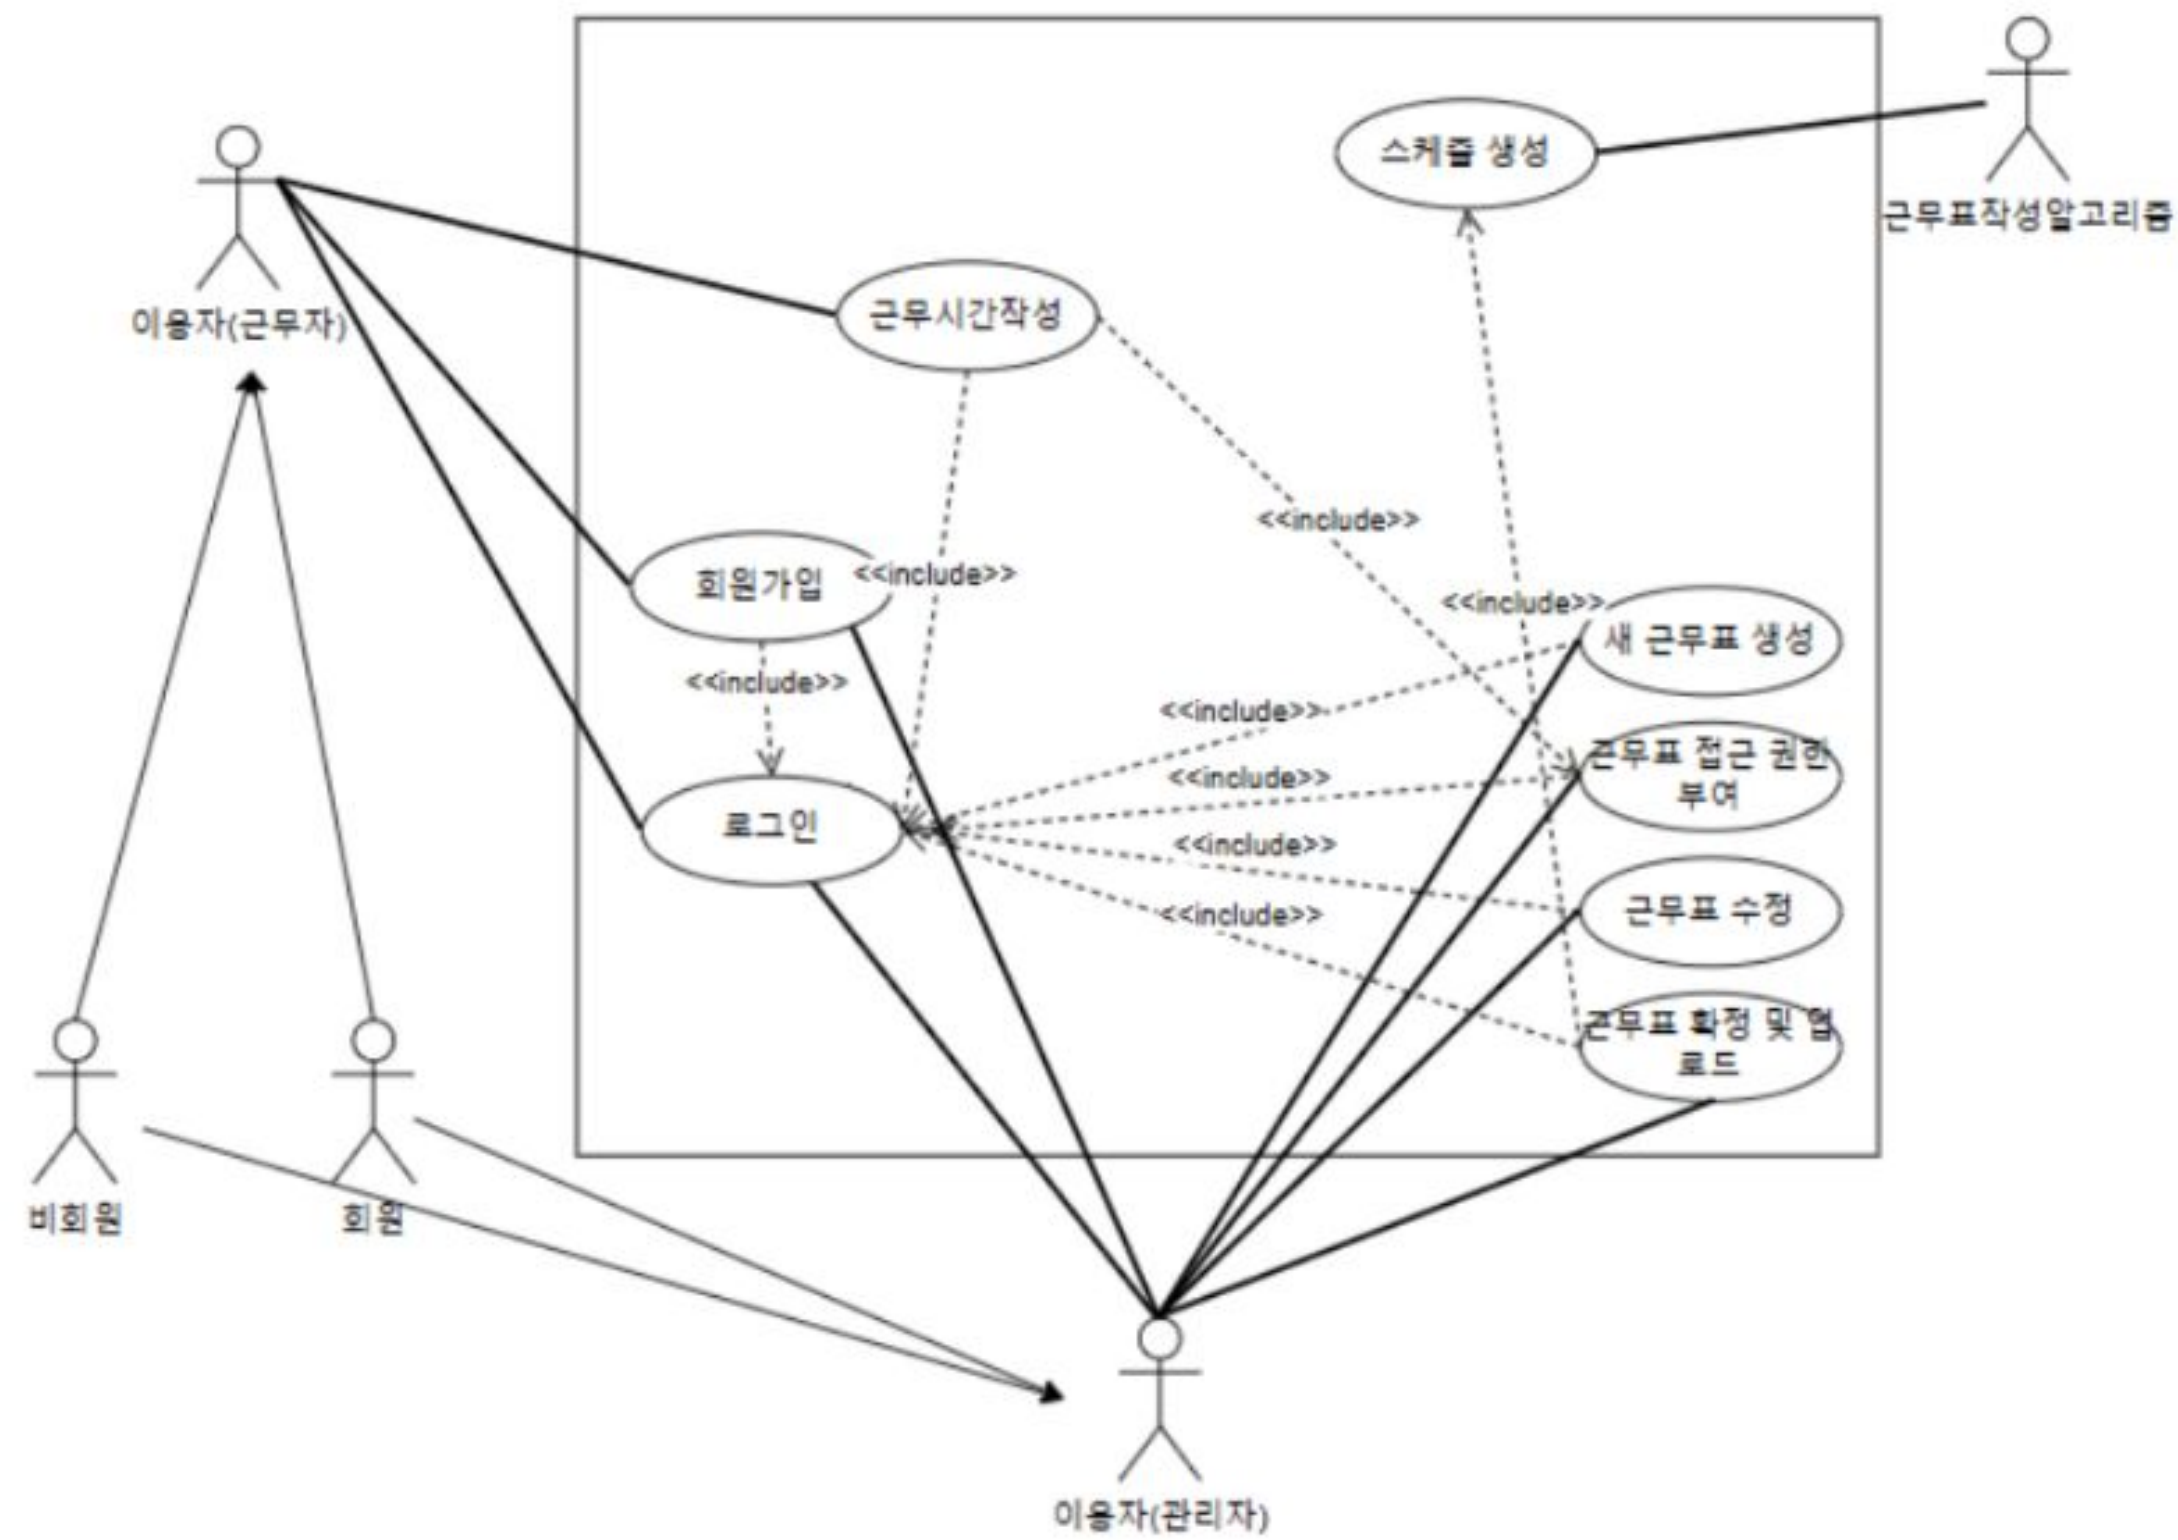 스케쥴 생성
근무표작성알고리즘
이용자(근무자)
근무시간작성
<<include>>
회원가입
<<include>>
<<include>>
새 근무표 생성
<<include>>
<<include>>
근무표 접근 권한
부여
<<include>>
로그인
<<include>>
근무표 수정
<<include>>
근무표 확정 및 업
로드
비회원
회원
이용자(관리자)